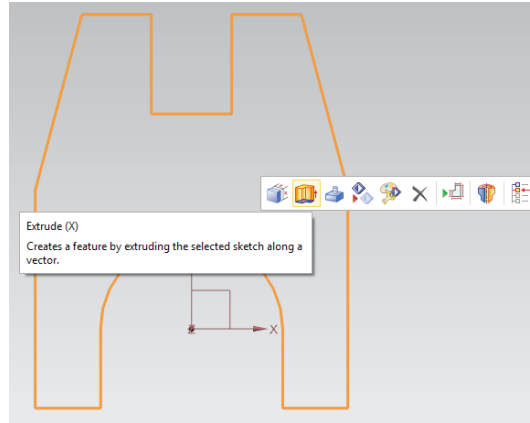 Extrude (X)
Creates a feature by extruding the selected sketch along a
vector.
X